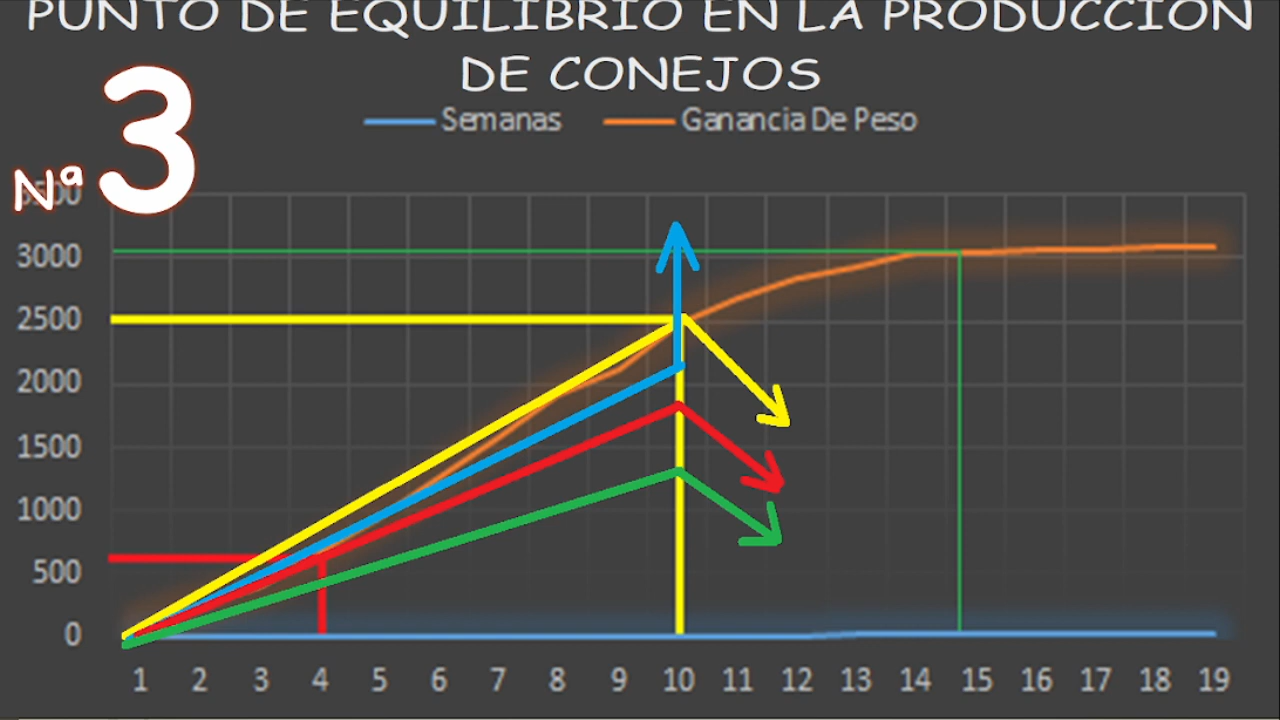 PUNTO DE EQUILIBRIO EN LA PRODUCCION
DE CONEJOS
Semanas Ganancia De Peso
Nª 3
3500
3000
2500
2000
1500
1000
500
0
1 2 3 4 5 6 7 8 9 10 11 12 13 14 15 16 17 18 19